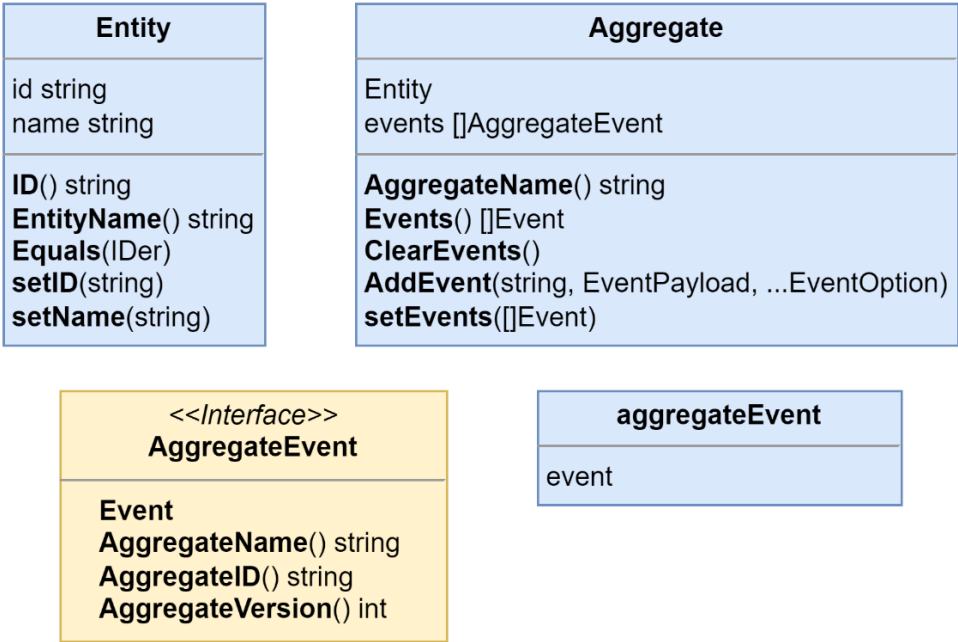 Entity
id string
name string
ID() string
EntityName() string
Equals(IDer)
setID(string)
setName(string)
Aggregate
Entity
events []AggregateEvent
AggregateName() string
Events() []Event
ClearEvents()
AddEvent(string, EventPayload, ...EventOption)
setEvents([]Event)
<<Interface>>
AggregateEvent
Event
AggregateName() string
AggregateID() string
AggregateVersion() int
aggregateEvent
event